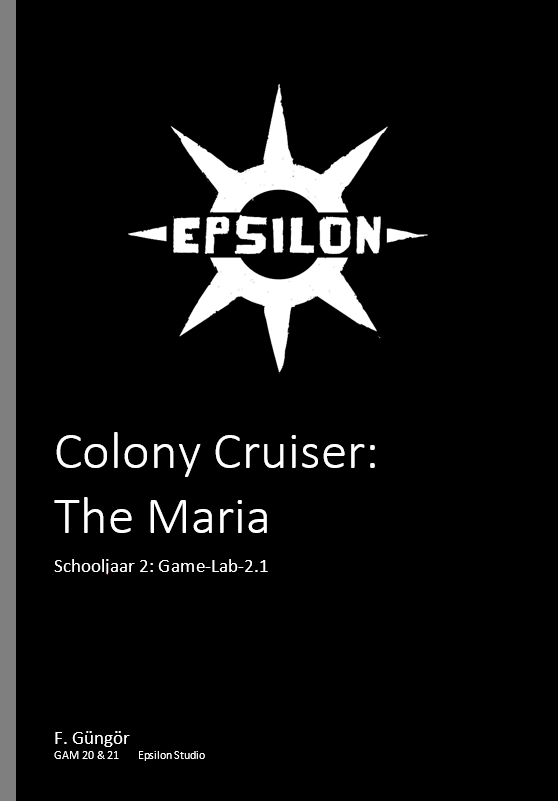 EPSILON
Colony Cruiser:
The Maria
Schooljaar 2: Game-Lab-2.1
F. Güngör
GAM 20 & 21 Epsilon Studio